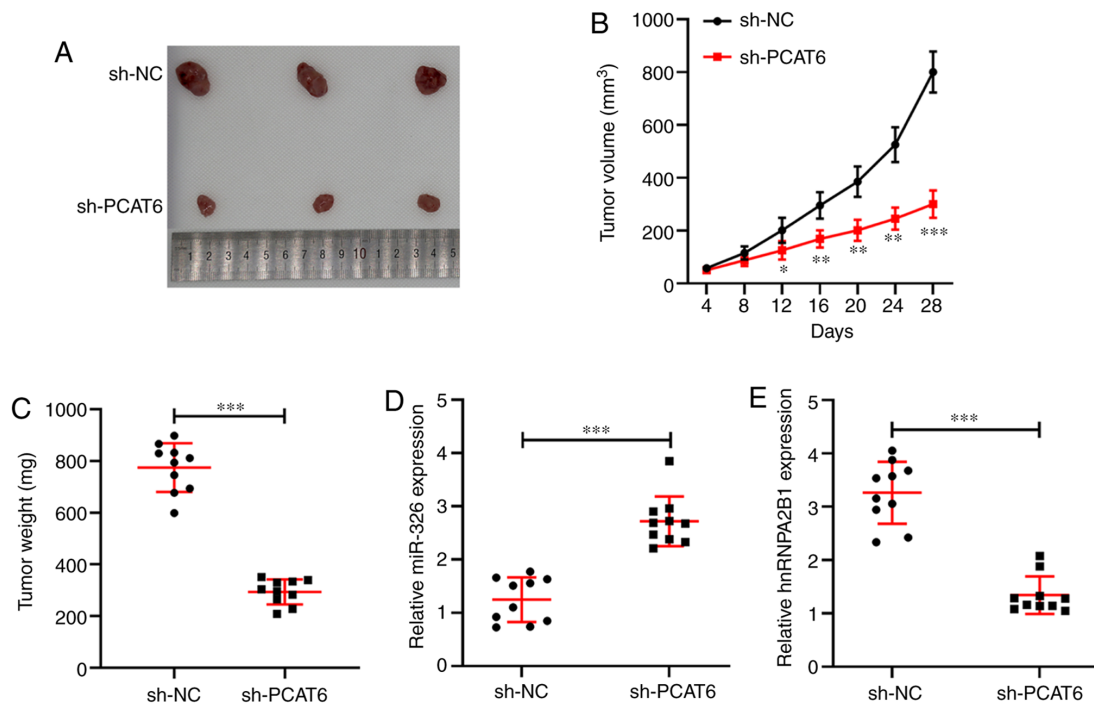 A
sh-NC
sh-PCAT6
1 2 3 4 5 6 7 8 9 10 1 2 3 4 5
B
sh-NC
sh-PCAT6
Tumor volume (mm³)
1000
800
600
400
200
0
* ** ** ** ***
4 8 12 16 20 24 28
Days
C
Tumor weight (mg)
1000
800
600
400
200
0
***
sh-NC sh-PCAT6
D
Relative miR-326 expression
5
4
3
2
1
0
***
sh-NC sh-PCAT6
E
Relative hnRNPA2B1 expression
5
4
3
2
1
0
***
sh-NC sh-PCAT6